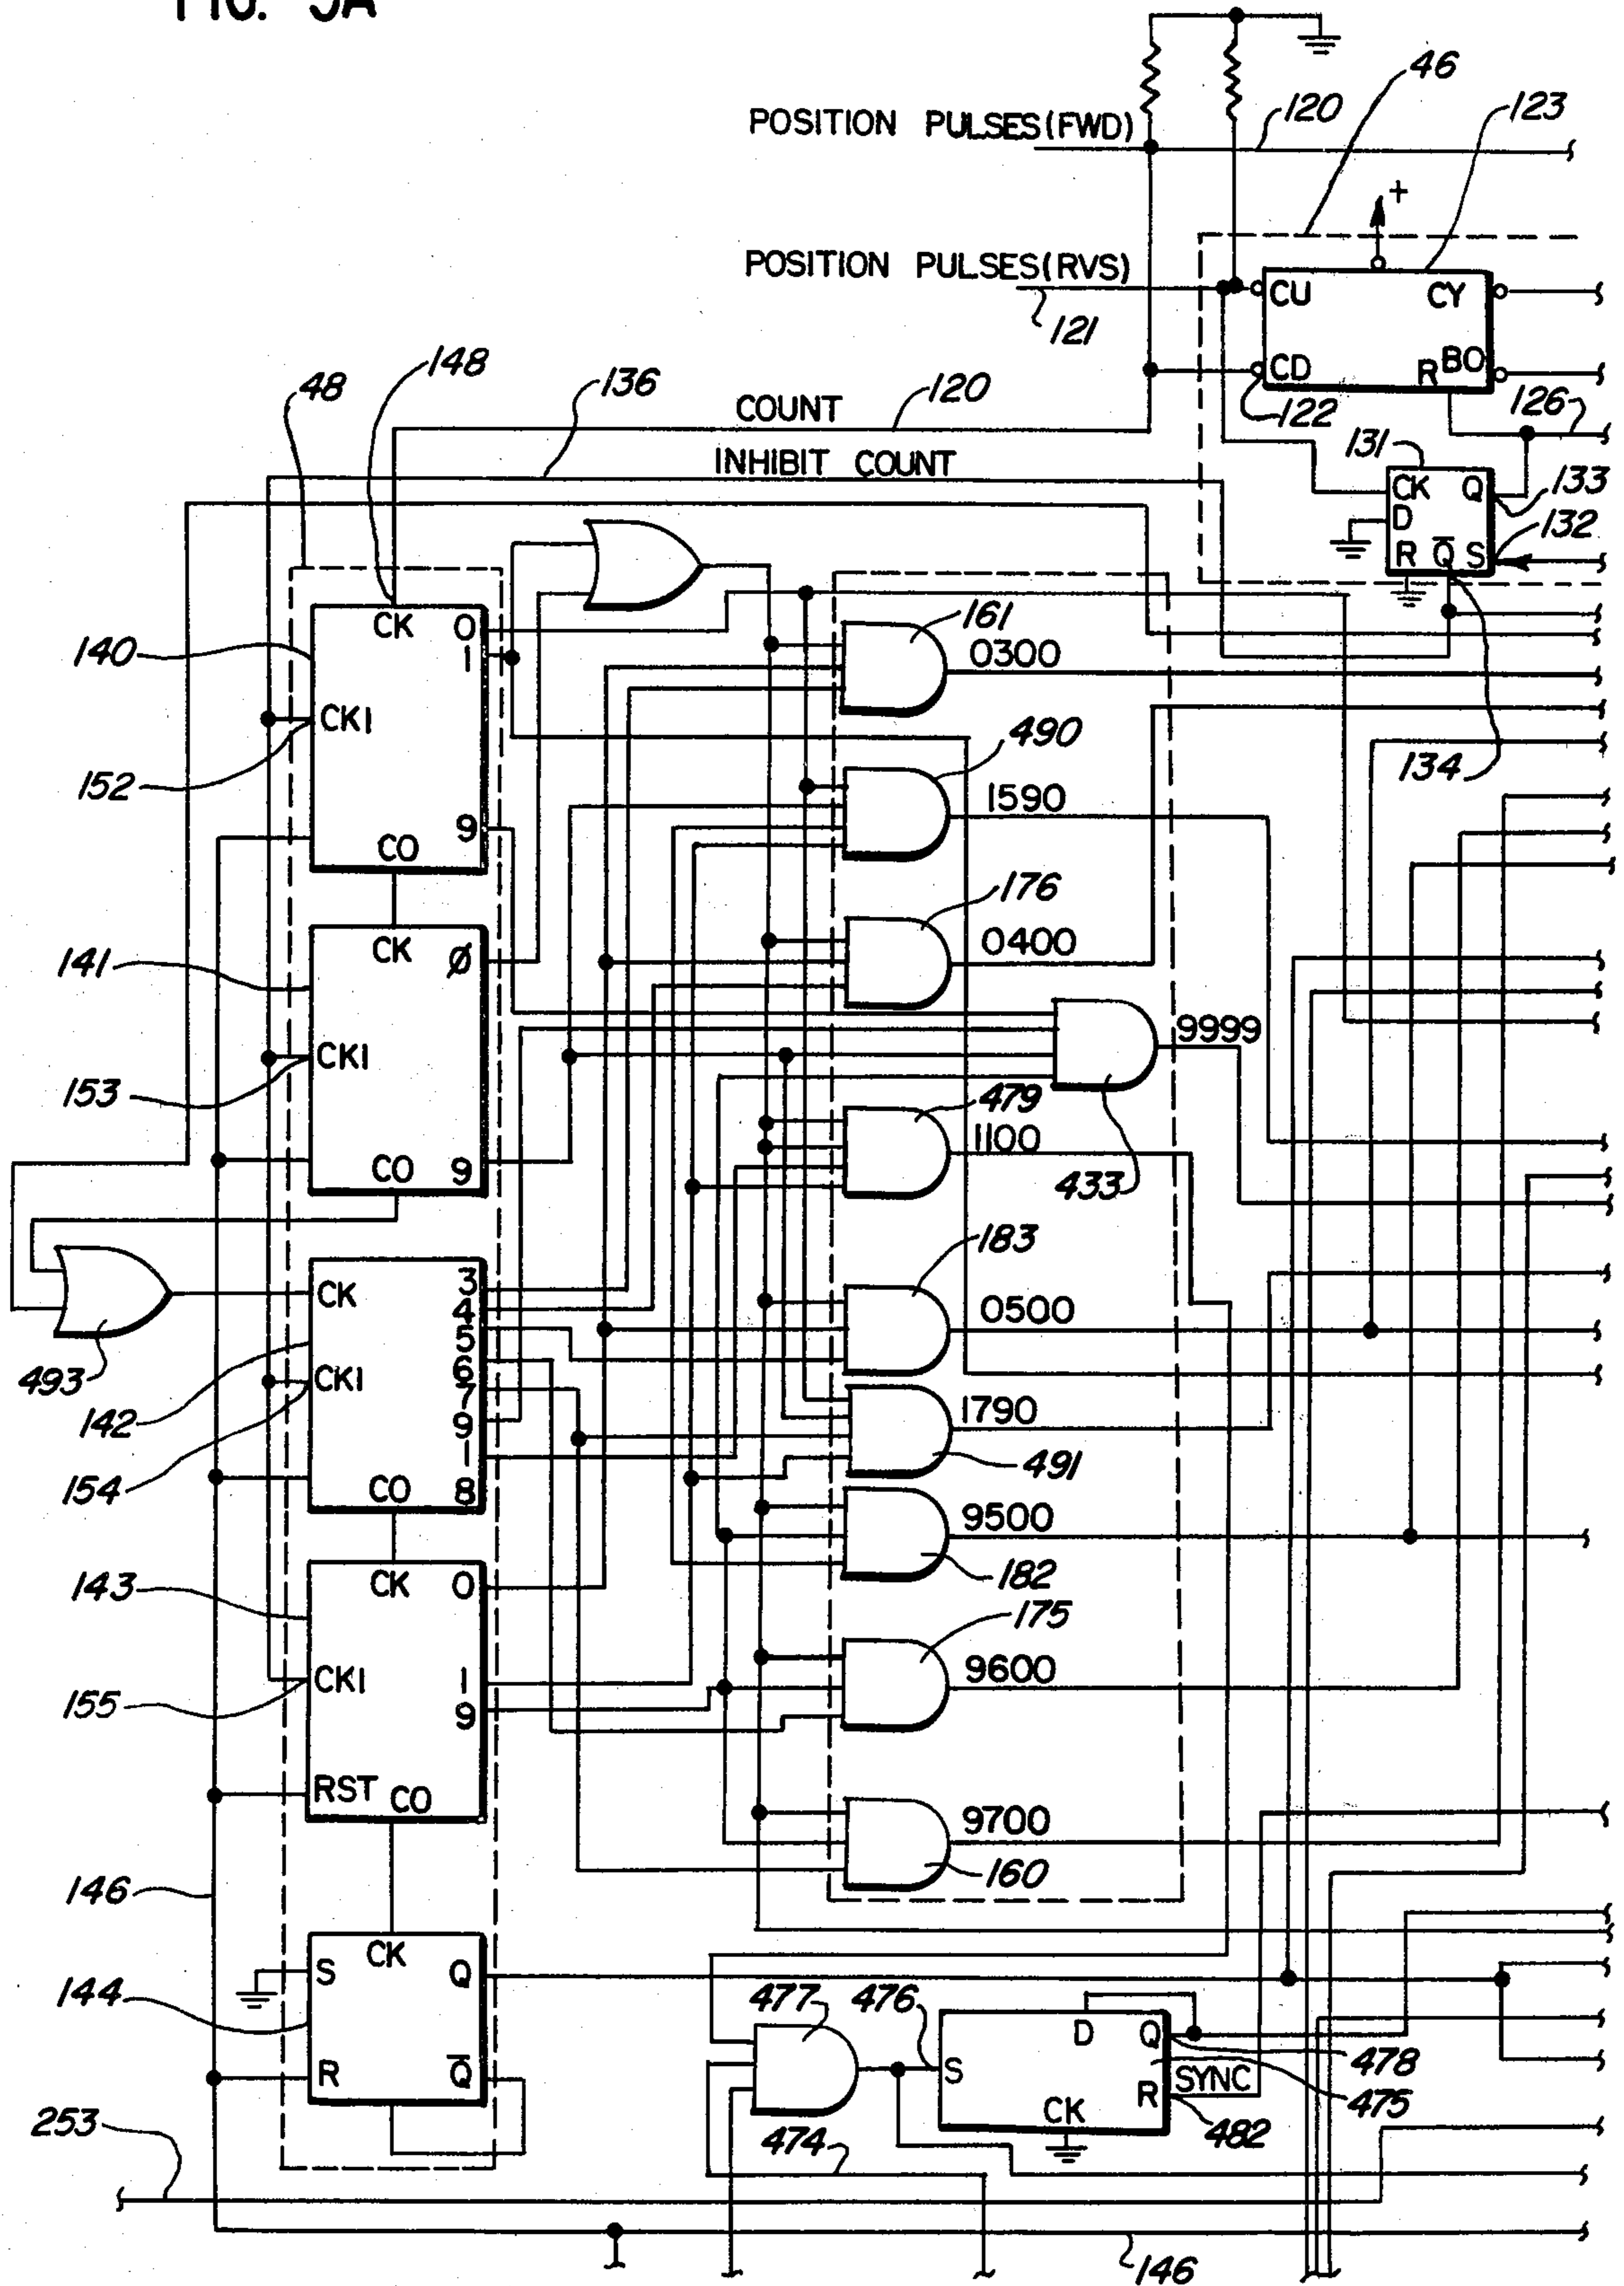 FIG. 5A
46
POSITION PULSES(FWD)
120
123
+
POSITION PULSES(RVS)
121
CU
CY
CD
R
BO
122
126
48
148
136
COUNT
120
INHIBIT COUNT
131
CK
Q
D
R
Q̅
S
133
132
134
140
CK
0
1
CKI
152
9
CO
161
0300
490
1590
176
0400
141
CK
Ø
CKI
153
CO
9
9999
433
479
1100
183
0500
493
CK
3
4
5
6
7
9
1
8
CKI
142
154
CO
1790
491
9500
182
143
CK
0
CKI
1
9
155
RST
CO
175
9600
9700
160
146
144
CK
S
Q
R
Q̅
477
476
S
D
Q
R
CK
SYNC
478
475
482
474
253
146